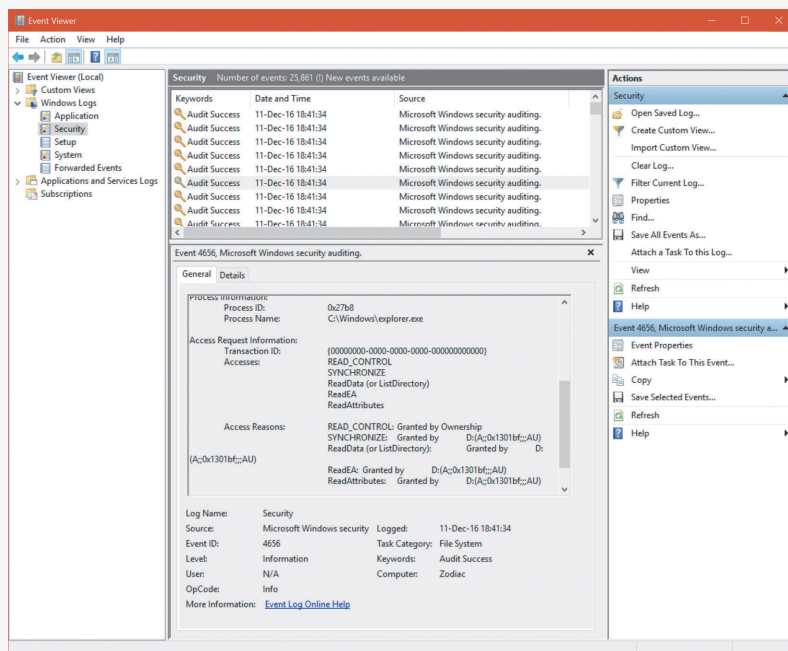 Event Viewer
File Action View Help
Event Viewer (Local)
Custom Views
Windows Logs
Application
Security
Setup
System
Forwarded Events
Applications and Services Logs
Subscriptions
Security Number of events: 25,861 (!) New events available
Keywords Date and Time Source
Audit Success 11-Dec-16 18:41:34 Microsoft Windows security auditing.
Audit Success 11-Dec-16 18:41:34 Microsoft Windows security auditing.
Audit Success 11-Dec-16 18:41:34 Microsoft Windows security auditing.
Audit Success 11-Dec-16 18:41:34 Microsoft Windows security auditing.
Audit Success 11-Dec-16 18:41:34 Microsoft Windows security auditing.
Audit Success 11-Dec-16 18:41:34 Microsoft Windows security auditing.
Audit Success 11-Dec-16 18:41:34 Microsoft Windows security auditing.
Audit Success 11-Dec-16 18:41:34 Microsoft Windows security auditing.
Audit Success 11-Dec-16 18:41:34 Microsoft Windows security auditing.
Event 4656, Microsoft Windows security auditing.
General Details
Process Information:
Process ID: 0x27b8
Process Name: C:\Windows\explorer.exe
Access Request Information:
Transaction ID: {00000000-0000-0000-0000-000000000000}
Accesses: READ_CONTROL
SYNCHRONIZE
ReadData (or ListDirectory)
ReadEA
ReadAttributes
Access Reasons: READ_CONTROL: Granted by Ownership
SYNCHRONIZE: Granted by D:(A;;0x1301bf;;;AU)
ReadData (or ListDirectory): Granted by D:
(A;;0x1301bf;;;AU)
ReadEA: Granted by D:(A;;0x1301bf;;;AU)
ReadAttributes: Granted by D:(A;;0x1301bf;;;AU)
Log Name: Security
Source: Microsoft Windows security Logged: 11-Dec-16 18:41:34
Event ID: 4656 Task Category: File System
Level: Information Keywords: Audit Success
User: N/A Computer: Zodiac
OpCode: Info
More Information: Event Log Online Help
Actions
Security
Open Saved Log...
Create Custom View...
Import Custom View...
Clear Log...
Filter Current Log...
Properties
Find...
Save All Events As...
Attach a Task To this Log...
View
Refresh
Help
Event 4656, Microsoft Windows security a...
Event Properties
Attach Task To This Event...
Copy
Save Selected Events...
Refresh
Help